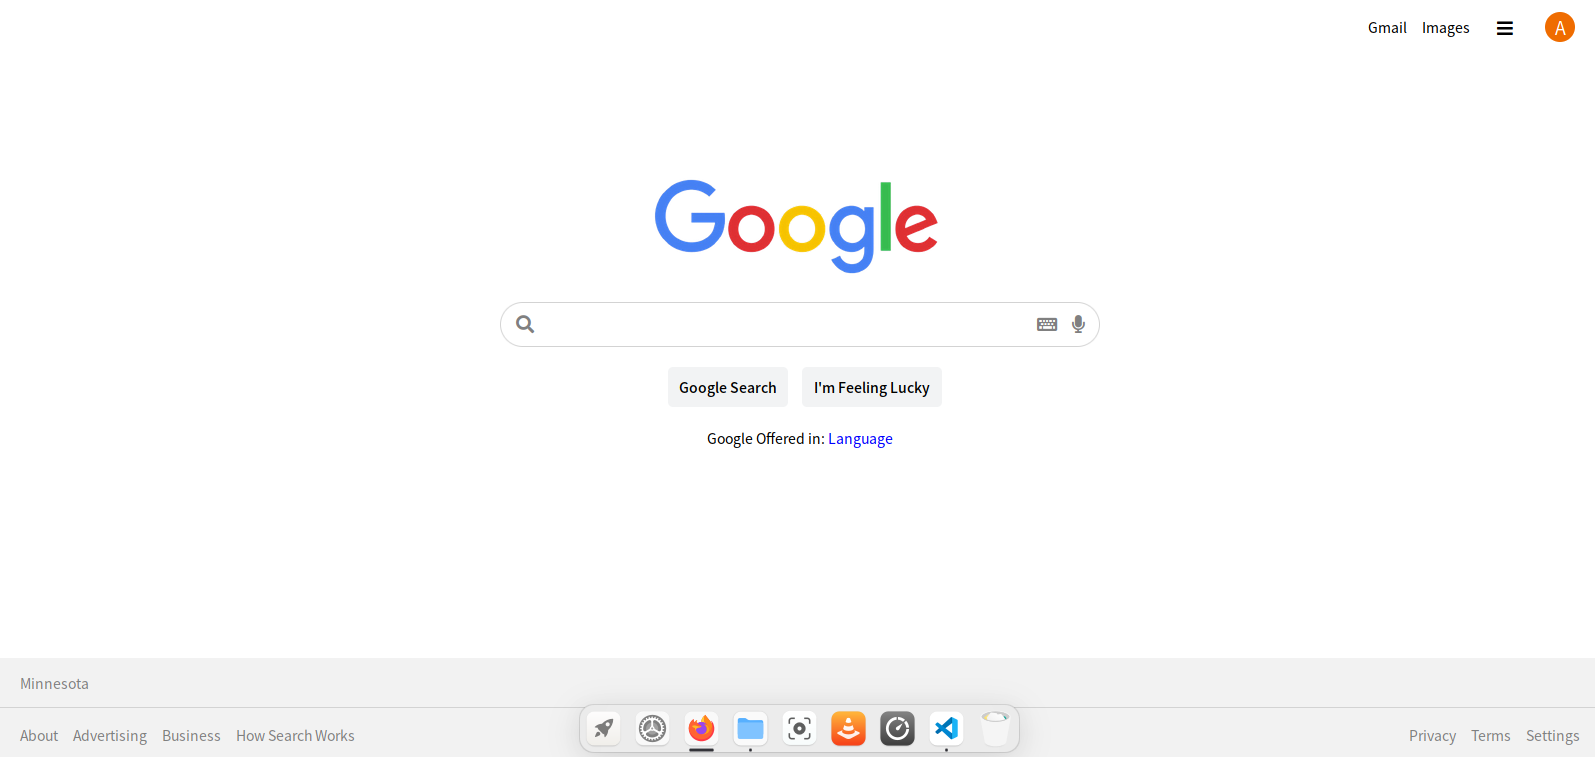 Gmail Images A
Google
Google Search I'm Feeling Lucky
Google Offered in: Language
Minnesota
About Advertising Business How Search Works Privacy Terms Settings